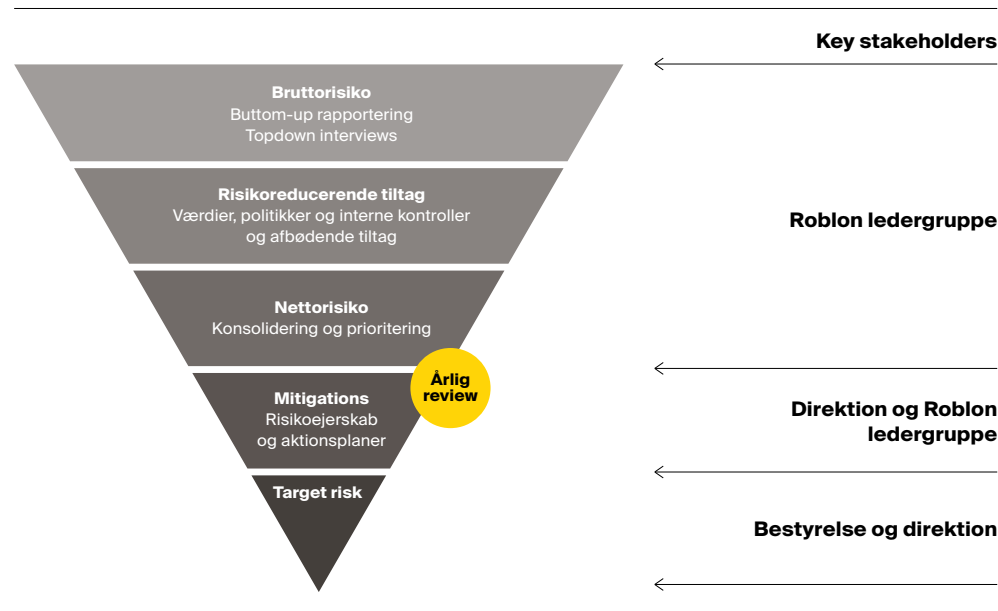 Key stakeholders
Bruttorisiko
Buttom-up rapportering
Topdown interviews
Risikoreducerende tiltag
Værdier, politikker og interne kontroller
og afbødende tiltag
Roblon ledergruppe
Nettorisiko
Konsolidering og prioritering
Årlig
review
Mitigations
Risikoejerskab
og aktionsplaner
Direktion og Roblon
ledergruppe
Target risk
Bestyrelse og direktion